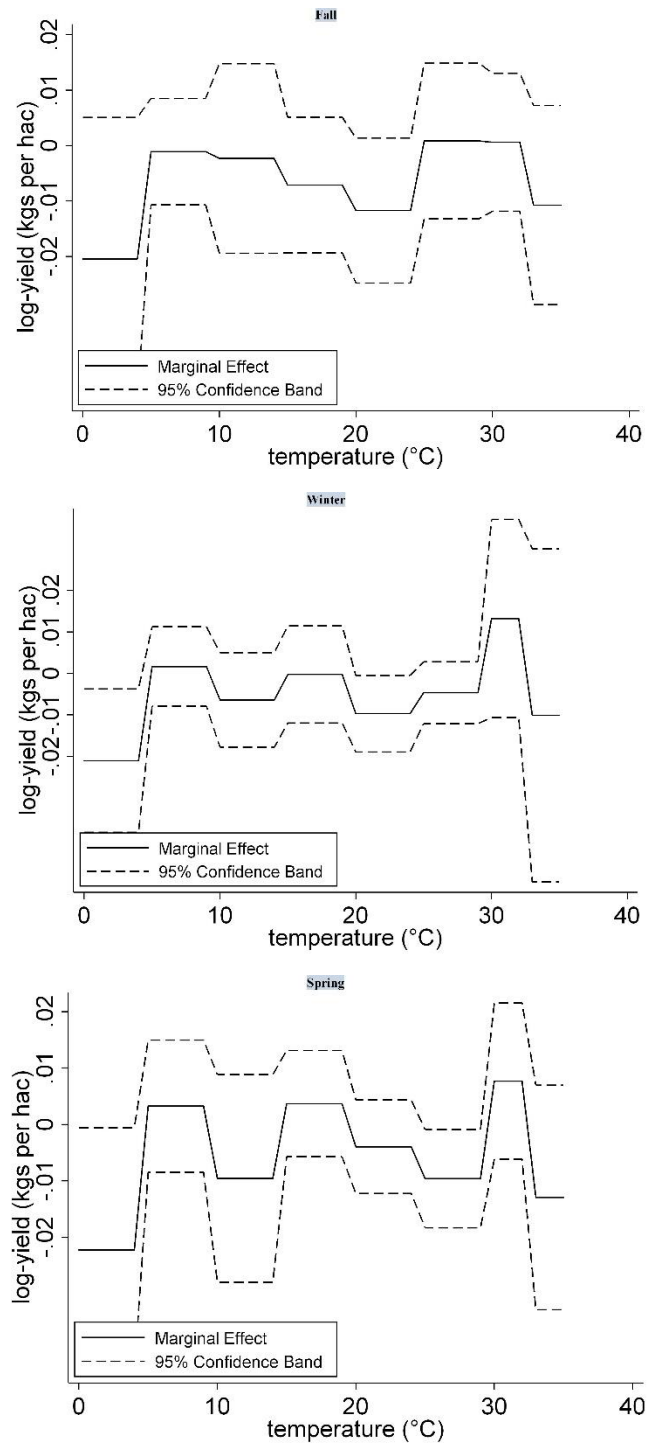 Fall
log-yield (kgs per hac)
.02
.01
0
-.01
-.02
Marginal Effect
95% Confidence Band
0 10 20 30 40
temperature (°C)
Winter
log-yield (kgs per hac)
.02
.01
0
-.01
-.02
Marginal Effect
95% Confidence Band
0 10 20 30 40
temperature (°C)
Spring
log-yield (kgs per hac)
.02
.01
0
-.01
-.02
Marginal Effect
95% Confidence Band
0 10 20 30 40
temperature (°C)